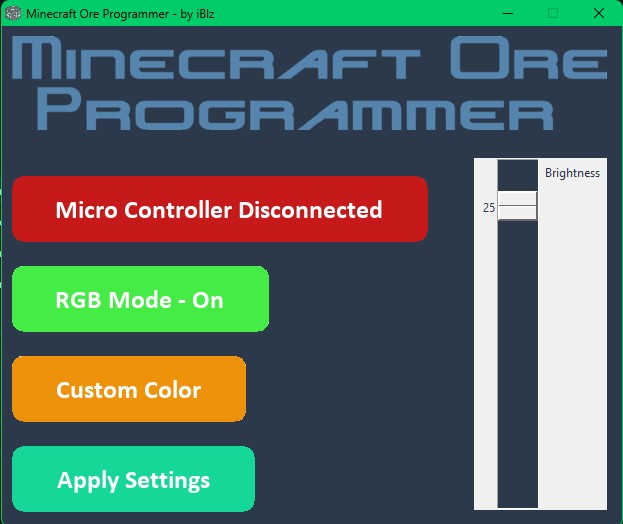 Minecraft Ore Programmer - by iBlz
Minecraft Ore
Programmer
Brightness
Micro Controller Disconnected
25
RGB Mode - On
Custom Color
Apply Settings